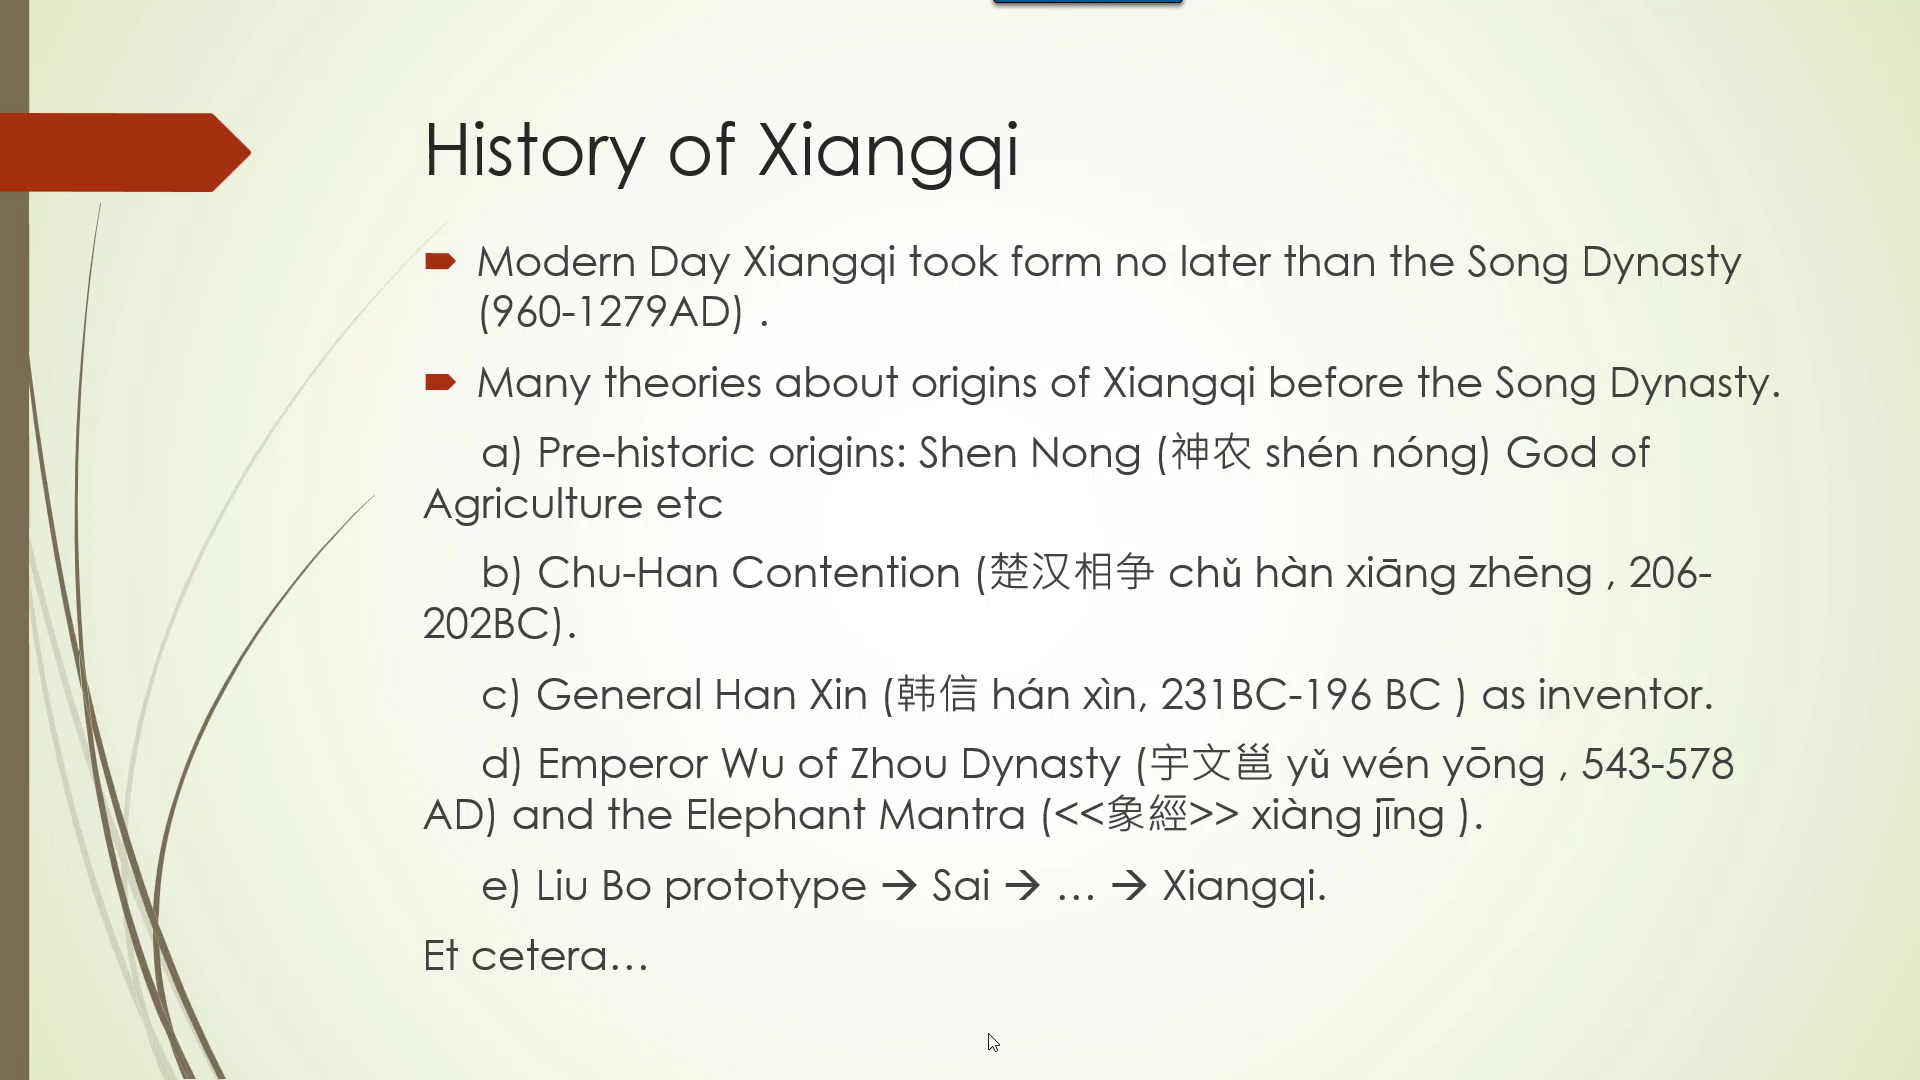 History of Xiangqi
Modern Day Xiangqi took form no later than the Song Dynasty
(960-1279AD) .
Many theories about origins of Xiangqi before the Song Dynasty.
a) Pre-historic origins: Shen Nong (神农 shén nóng) God of
Agriculture etc
b) Chu-Han Contention (楚汉相争 chǔ hàn xiāng zhēng , 206-
202BC).
c) General Han Xin (韩信 hán xìn, 231BC-196 BC ) as inventor.
d) Emperor Wu of Zhou Dynasty (宇文邕 yǔ wén yōng , 543-578
AD) and the Elephant Mantra (<<象經>> xiàng jīng ).
e) Liu Bo prototype → Sai → … → Xiangqi.
Et cetera…